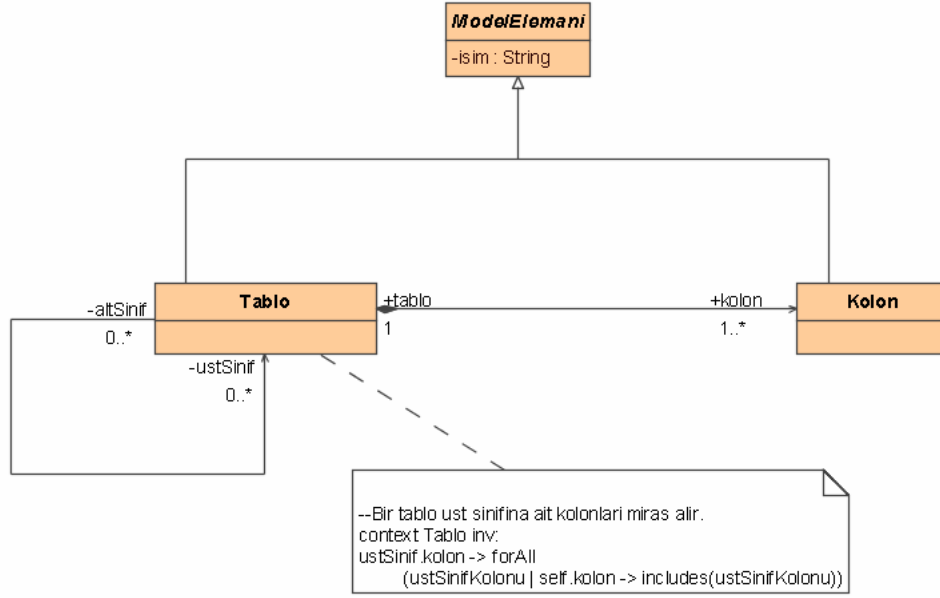 ModelElemani
-isim : String
Tablo
Kolon
-altSinif
0..*
-ustSinif
0..*
+tablo
1
+kolon
1..*
--Bir tablo ust sinifina ait kolonlari miras alir.
context Tablo inv:
ustSinif.kolon -> forAll
(ustSinifKolonu | self.kolon -> includes(ustSinifKolonu))